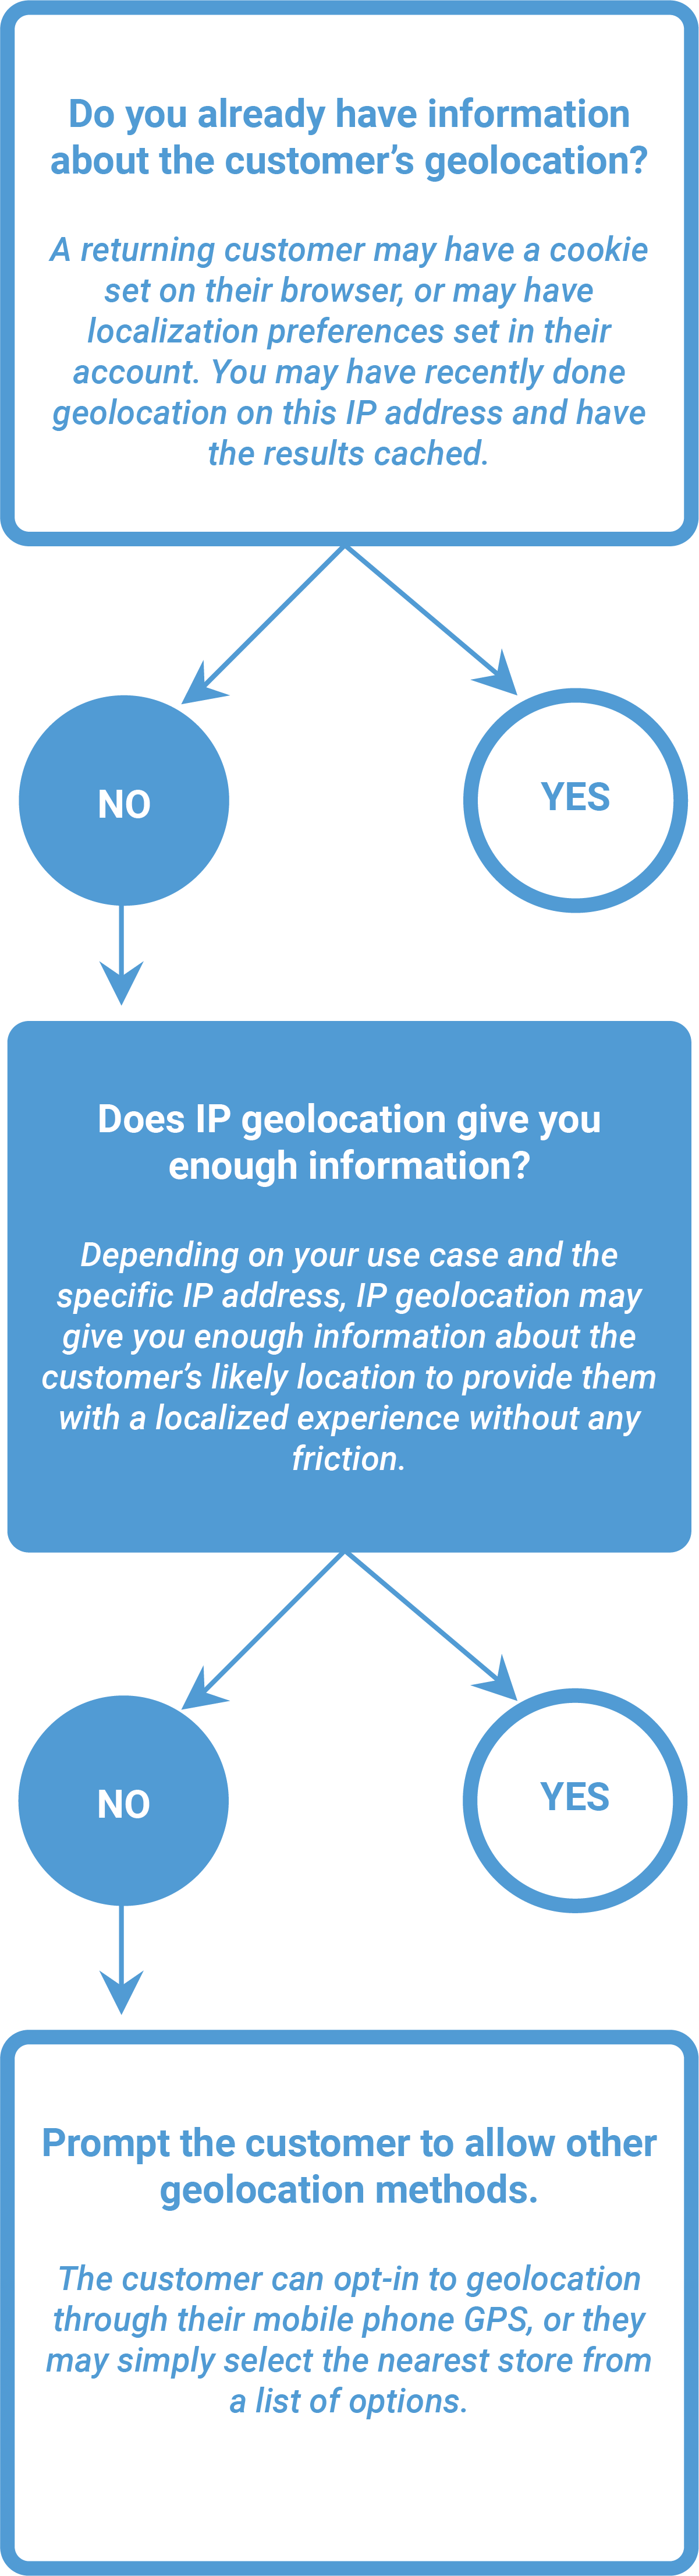 Do you already have information
about the customer’s geolocation?
A returning customer may have a cookie
set on their browser, or may have
localization preferences set in their
account. You may have recently done
geolocation on this IP address and have
the results cached.
NO
YES
Does IP geolocation give you
enough information?
Depending on your use case and the
specific IP address, IP geolocation may
give you enough information about the
customer’s likely location to provide them
with a localized experience without any
friction.
NO
YES
Prompt the customer to allow other
geolocation methods.
The customer can opt-in to geolocation
through their mobile phone GPS, or they
may simply select the nearest store from
a list of options.